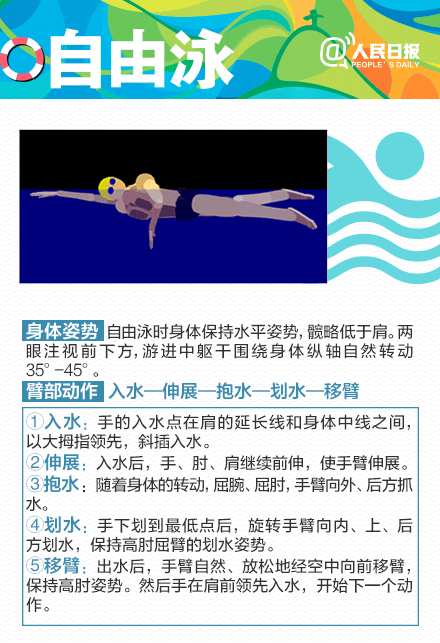 自由泳
@人民日报
PEOPLE'S DAILY
身体姿势 自由泳时身体保持水平姿势,髋略低于肩。两
眼注视前下方,游进中躯干围绕身体纵轴自然转动
35°-45°。
臂部动作 入水—伸展—抱水—划水—移臂
①入水：手的入水点在肩的延长线和身体中线之间，
以大拇指领先，斜插入水。
②伸展：入水后，手、肘、肩继续前伸，使手臂伸展。
③抱水：随着身体的转动,屈腕、屈肘,手臂向外、后方抓
水。
④划水：手下划到最低点后，旋转手臂向内、上、后
方划水，保持高肘屈臂的划水姿势。
⑤移臂：出水后，手臂自然、放松地经空中向前移臂，
保持高肘姿势。然后手在肩前领先入水，开始下一个动
作。